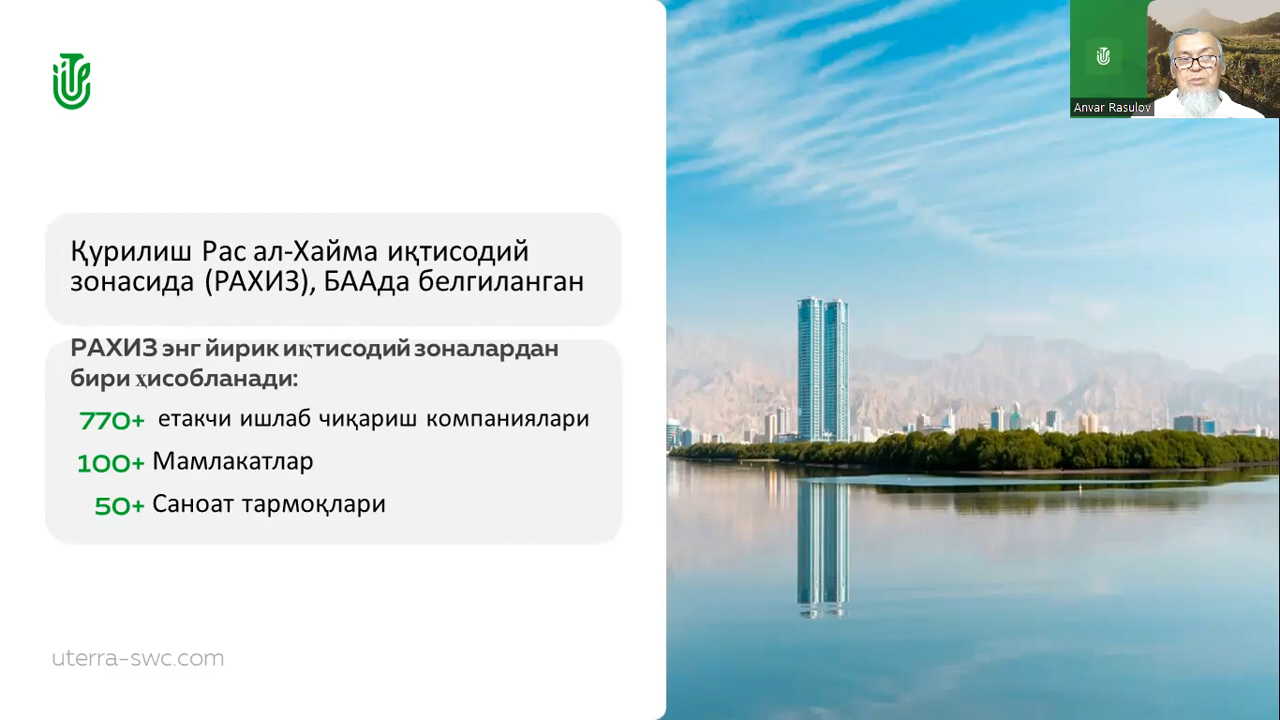 Anvar Rasulov
Қурилиш Рас ал-Хайма иқтисодий
зонасида (РАХИЗ), БААда белгиланган
РАХИЗ энг йирик иқтисодий зоналардан
бири ҳисобланади:
770+ етакчи ишлаб чиқариш компаниялари
100+ Мамлакатлар
50+ Саноат тармоқлари
uterra-swc.com